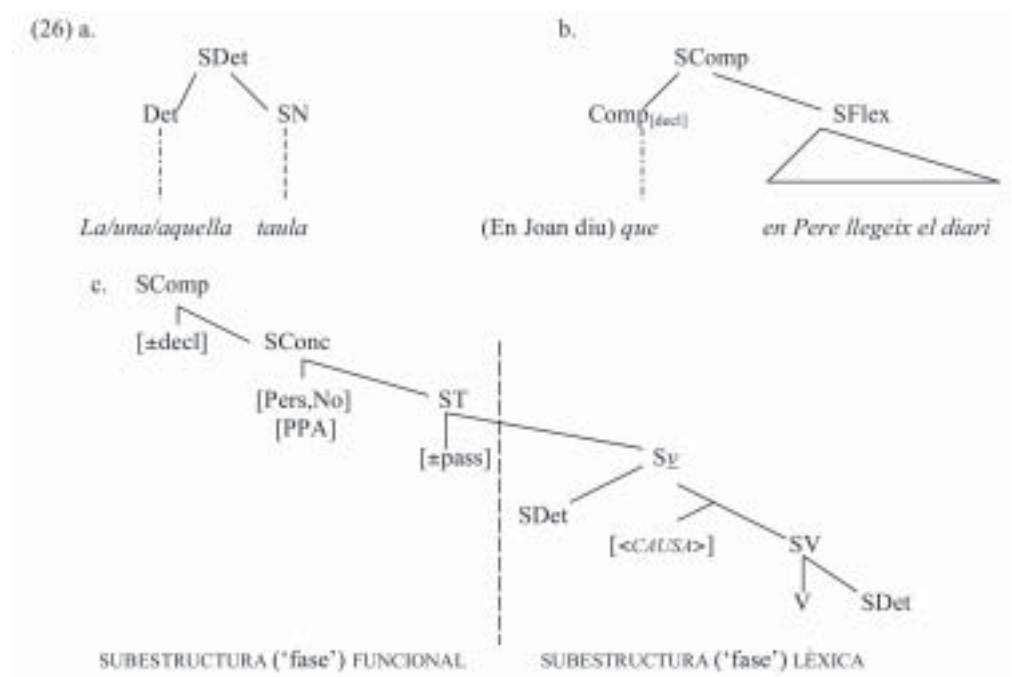 (26) a. b.
SDet SComp
Det SN Comp[decl] SFlex
La/una/aquella taula (En Joan diu) que en Pere llegeix el diari
c. SComp
[±decl] SConc
[Pers,No] ST
[PPA]
[±pass] Sv
SDet
[<CAUSA>] SV
V SDet
SUBESTRUCTURA (‘fase’) FUNCIONAL SUBESTRUCTURA (‘fase’) LÈXICA